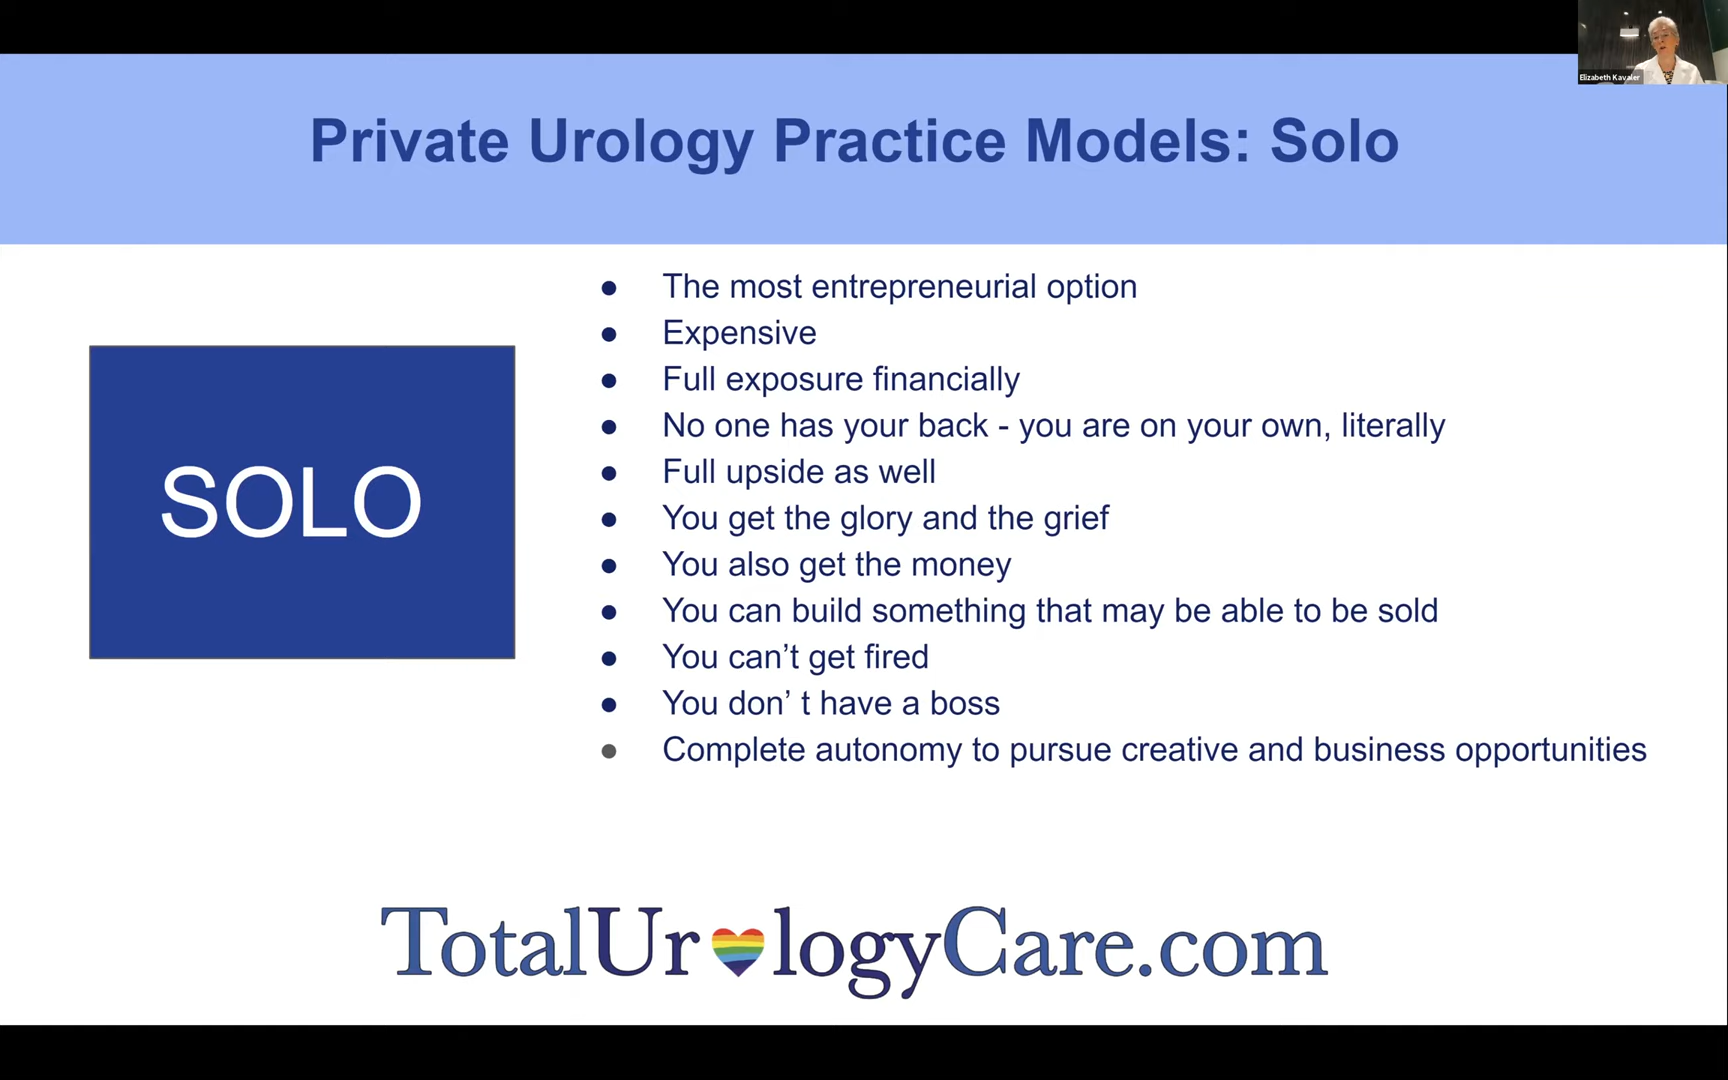 Elizabeth Kavaler
Private Urology Practice Models: Solo
SOLO
● The most entrepreneurial option
● Expensive
● Full exposure financially
● No one has your back - you are on your own, literally
● Full upside as well
● You get the glory and the grief
● You also get the money
● You can build something that may be able to be sold
● You can’t get fired
● You don’ t have a boss
● Complete autonomy to pursue creative and business opportunities
TotalUrologyCare.com